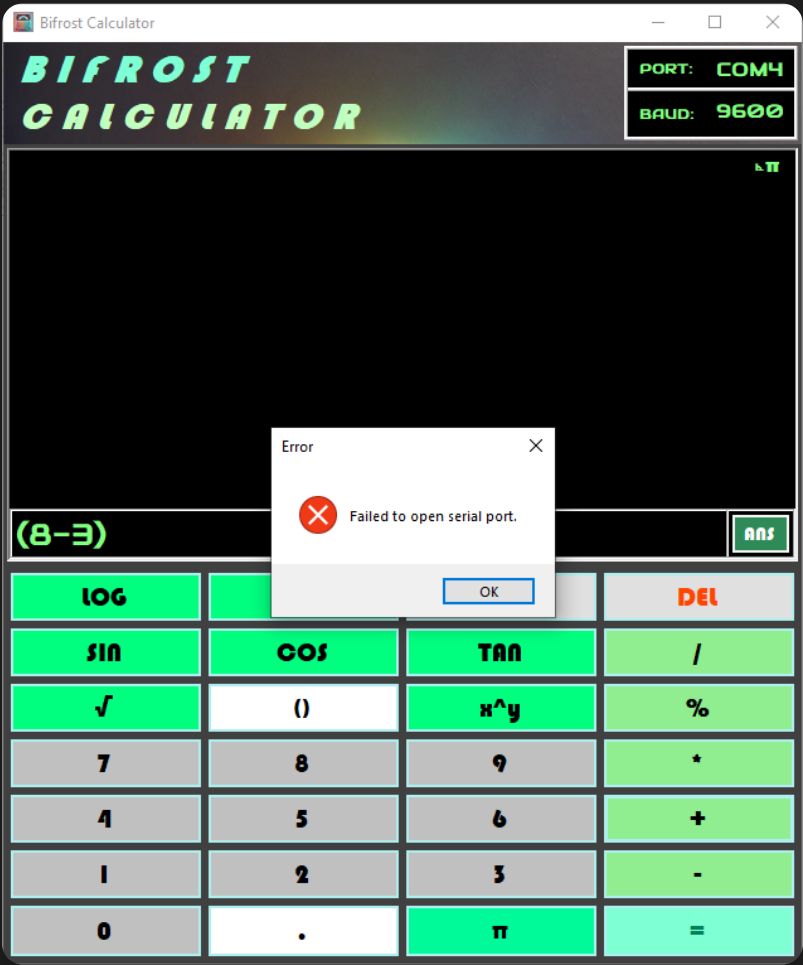 Bifrost Calculator
BIFROST
CALCULATOR
PORT: COM4
BAUD: 9600
π
Error
Failed to open serial port.
OK
(8-3)
ANS
LOG
DEL
SIN COS TAN /
√ () x^y %
7 8 9 *
4 5 6 +
1 2 3 -
0 . π =